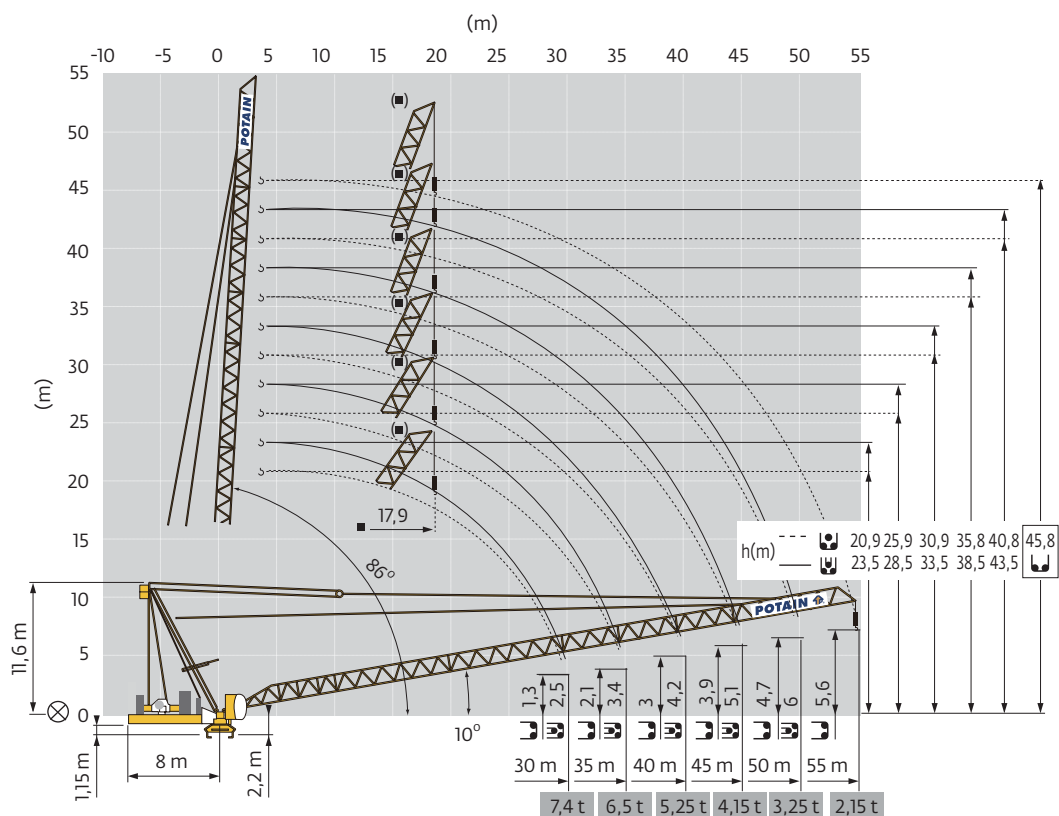 (m)
-10 -5 0 5 10 15 20 25 30 35 40 45 50 55
55
50
45
40
35
30
25
20
15
10
5
0
(m)
POTAIN
(■)
(■)
(■)
(■)
(■)
(■)
■ 17,9
86°
h(m)
20,9 25,9 30,9 35,8 40,8 45,8
23,5 28,5 33,5 38,5 43,5
POTAIN
11,6 m
10°
1,3 2,5 2,1 3,4 3 4,2 3,9 5,1 4,7 6 5,6
1,15m
8 m
2,2 m
30 m 35 m 40 m 45 m 50 m 55 m
7,4 t 6,5 t 5,25 t 4,15 t 3,25 t 2,15 t